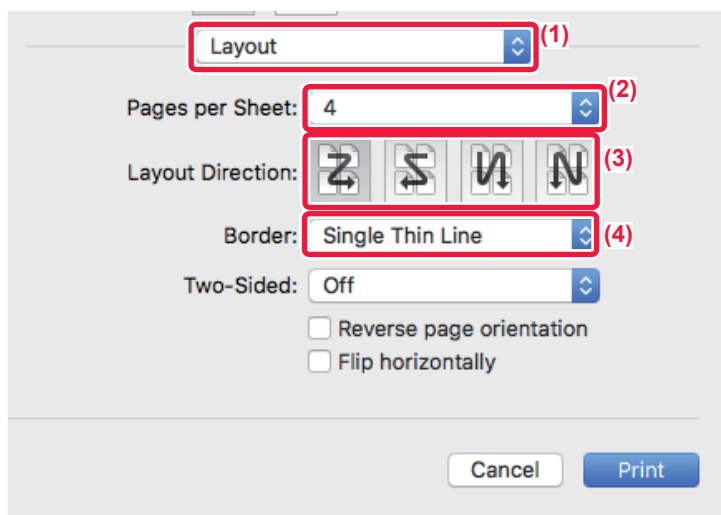 Layout (1)
Pages per Sheet: 4 (2)
Layout Direction: (3)
Border: Single Thin Line (4)
Two-Sided: Off
Reverse page orientation
Flip horizontally
Cancel Print